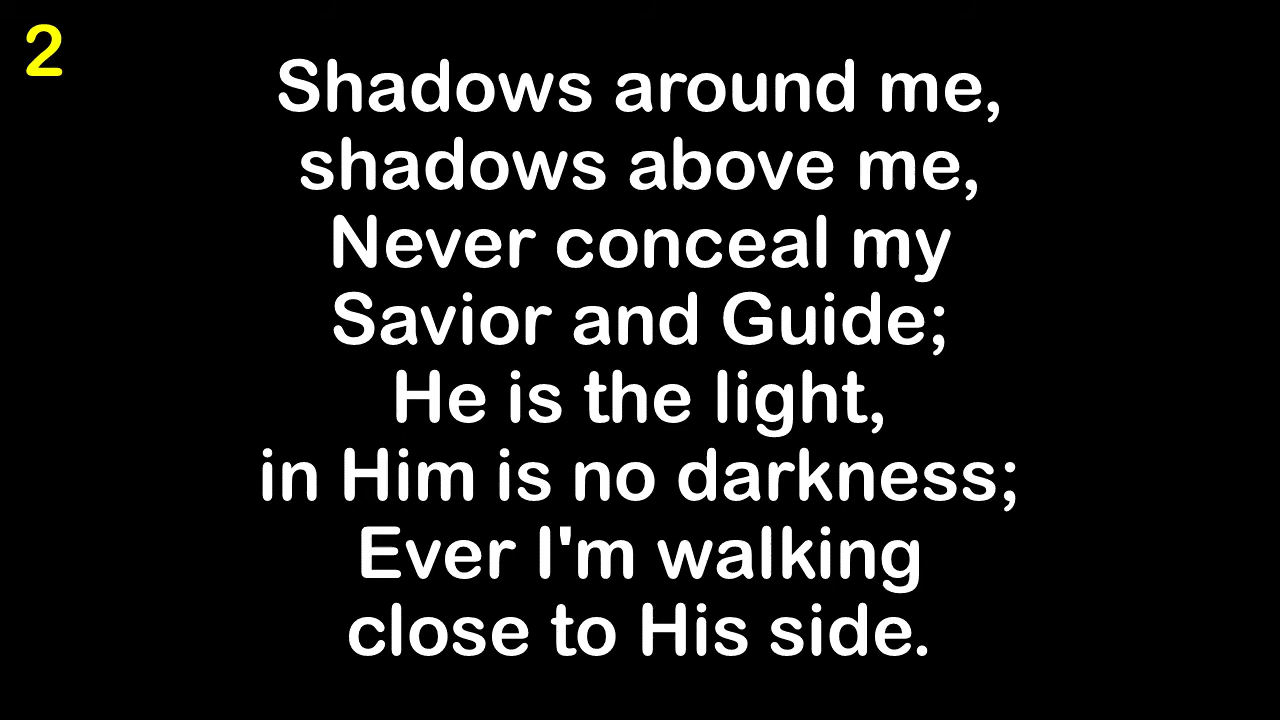 2
Shadows around me,
shadows above me,
Never conceal my
Savior and Guide;
He is the light,
in Him is no darkness;
Ever I'm walking
close to His side.